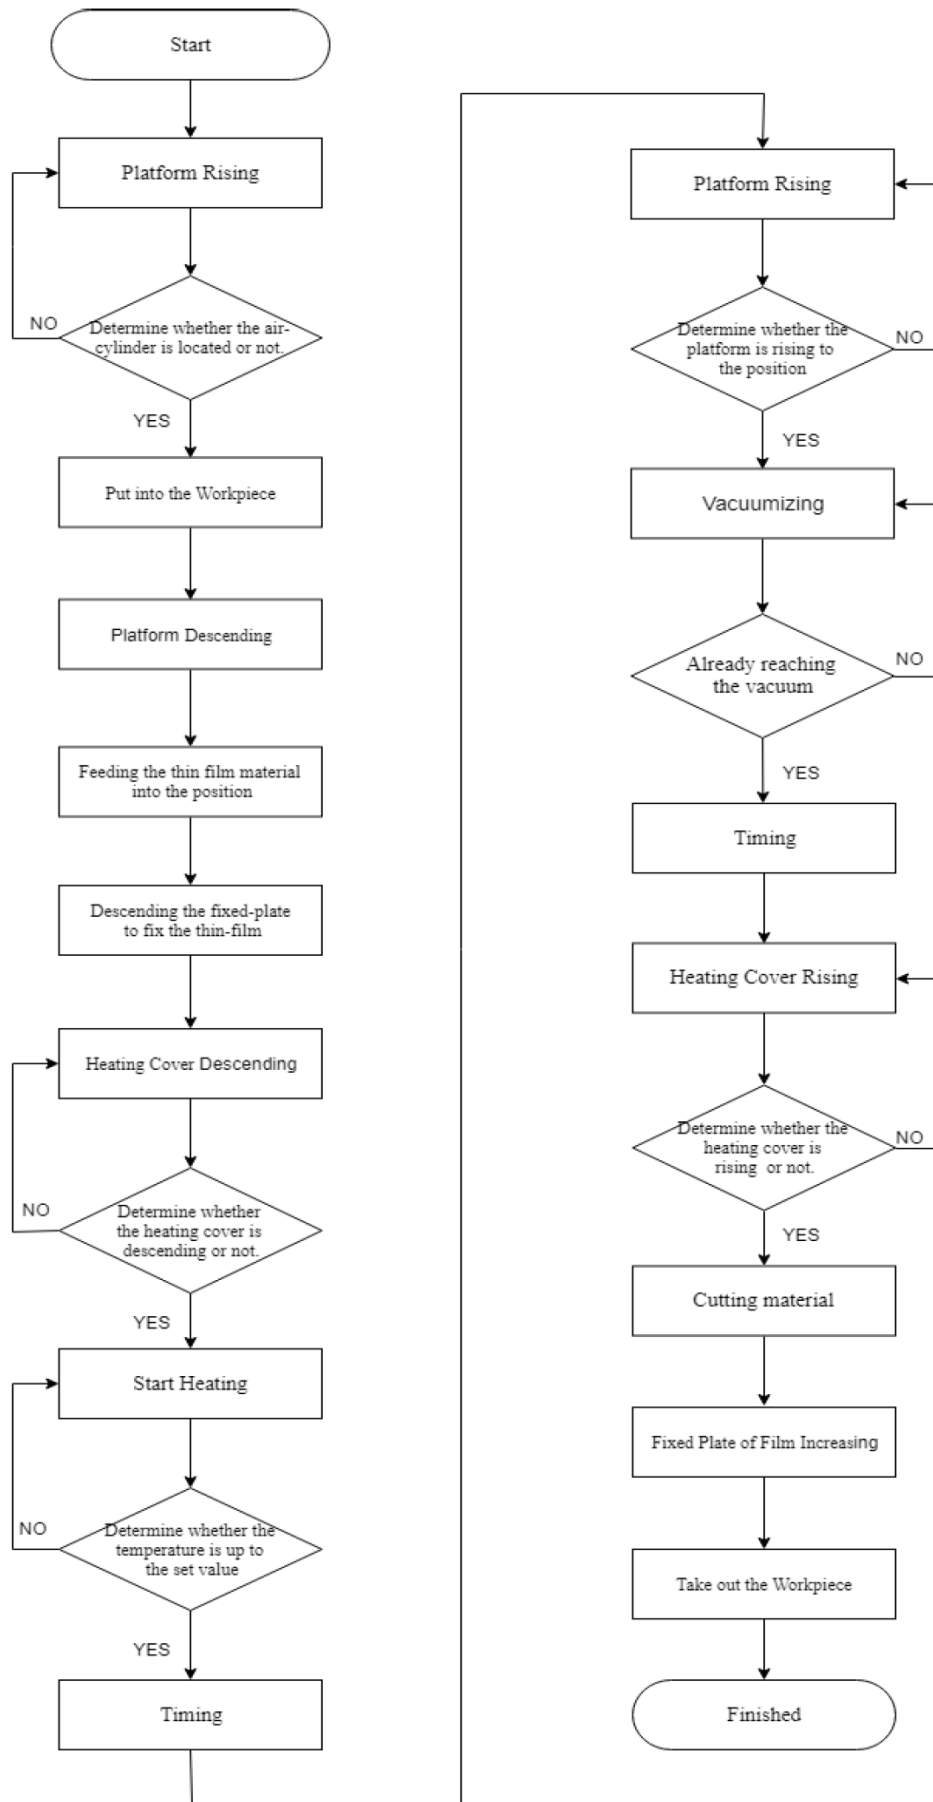 Start
Platform Rising
NO
Determine whether the air-
cylinder is located or not.
YES
Put into the Workpiece
Platform Descending
Feeding the thin film material
into the position
Descending the fixed-plate
to fix the thin-film
Heating Cover Descending
NO
Determine whether
the heating cover is
descending or not.
YES
Start Heating
NO
Determine whether the
temperature is up to
the set value
YES
Timing
Platform Rising
Determine whether the
platform is rising to
the position
NO
YES
Vacuumizing
Already reaching
the vacuum
NO
YES
Timing
Heating Cover Rising
Determine whether the
heating cover is
rising or not.
NO
YES
Cutting material
Fixed Plate of Film Increasing
Take out the Workpiece
Finished